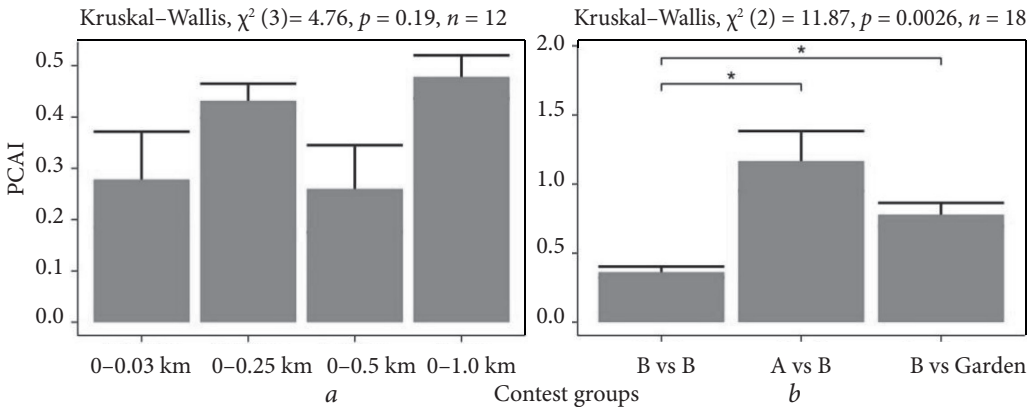 Kruskal–Wallis, χ² (3)= 4.76, p = 0.19, n = 12
PCAI
0.5
0.4
0.3
0.2
0.1
0.0
0–0.03 km 0–0.25 km 0–0.5 km 0–1.0 km
a
Kruskal–Wallis, χ² (2) = 11.87, p = 0.0026, n = 18
2.0
1.5
1.0
0.5
0.0
*
*
B vs B A vs B B vs Garden
b
Contest groups